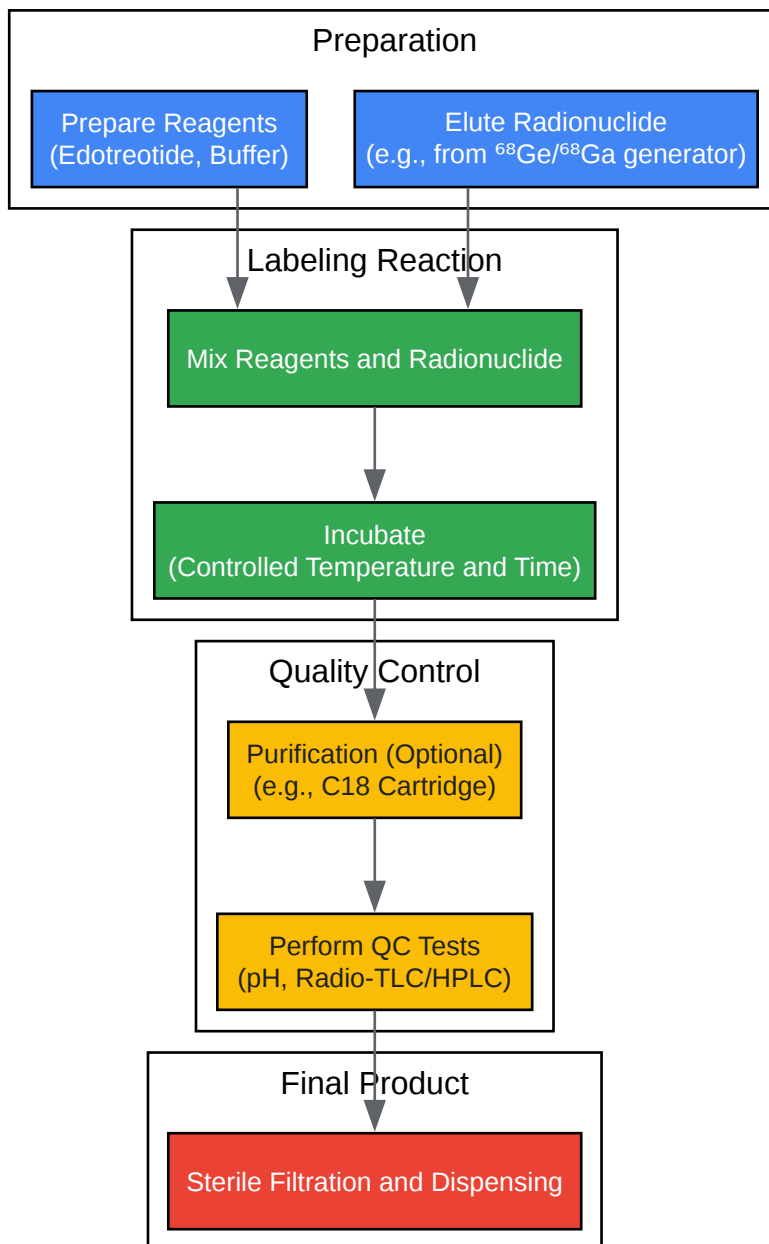 Preparation
Prepare Reagents
(Edotreotide, Buffer)
Elute Radionuclide
(e.g., from ⁶⁸Ge/⁶⁸Ga generator)
Labeling Reaction
Mix Reagents and Radionuclide
Incubate
(Controlled Temperature and Time)
Quality Control
Purification (Optional)
(e.g., C18 Cartridge)
Perform QC Tests
(pH, Radio-TLC/HPLC)
Final Product
Sterile Filtration and Dispensing